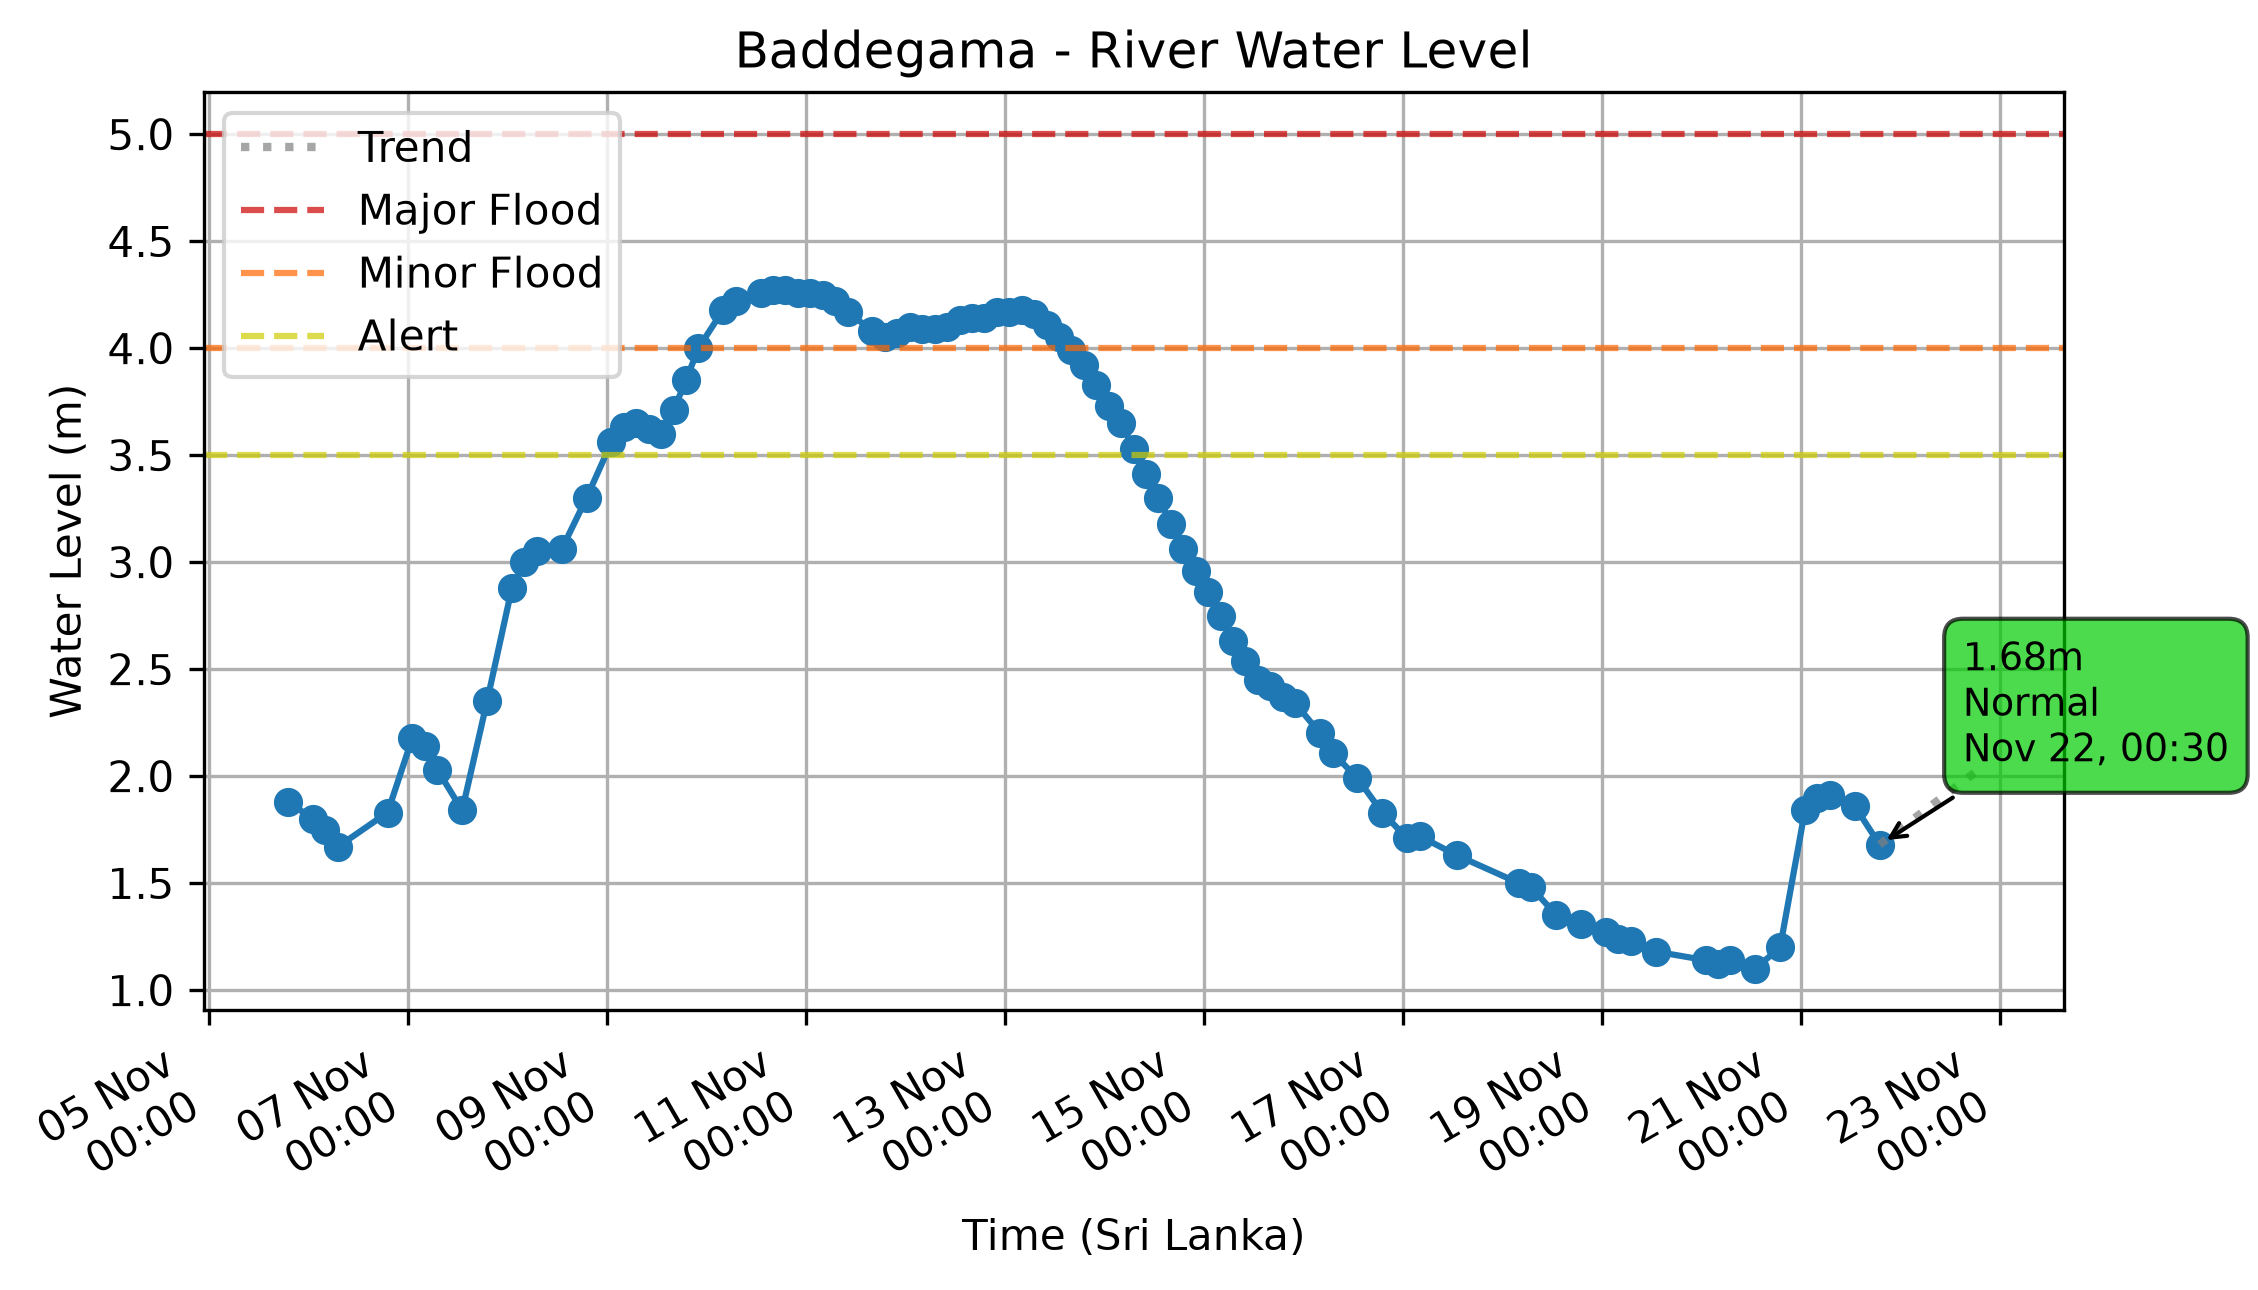 Baddegama - River Water Level
Trend
Major Flood
Minor Flood
Alert
Water Level (m)
5.0
4.5
4.0
3.5
3.0
2.5
2.0
1.5
1.0
1.68m
Normal
Nov 22, 00:30
05 Nov
00:00
07 Nov
00:00
09 Nov
00:00
11 Nov
00:00
13 Nov
00:00
15 Nov
00:00
17 Nov
00:00
19 Nov
00:00
21 Nov
00:00
23 Nov
00:00
Time (Sri Lanka)